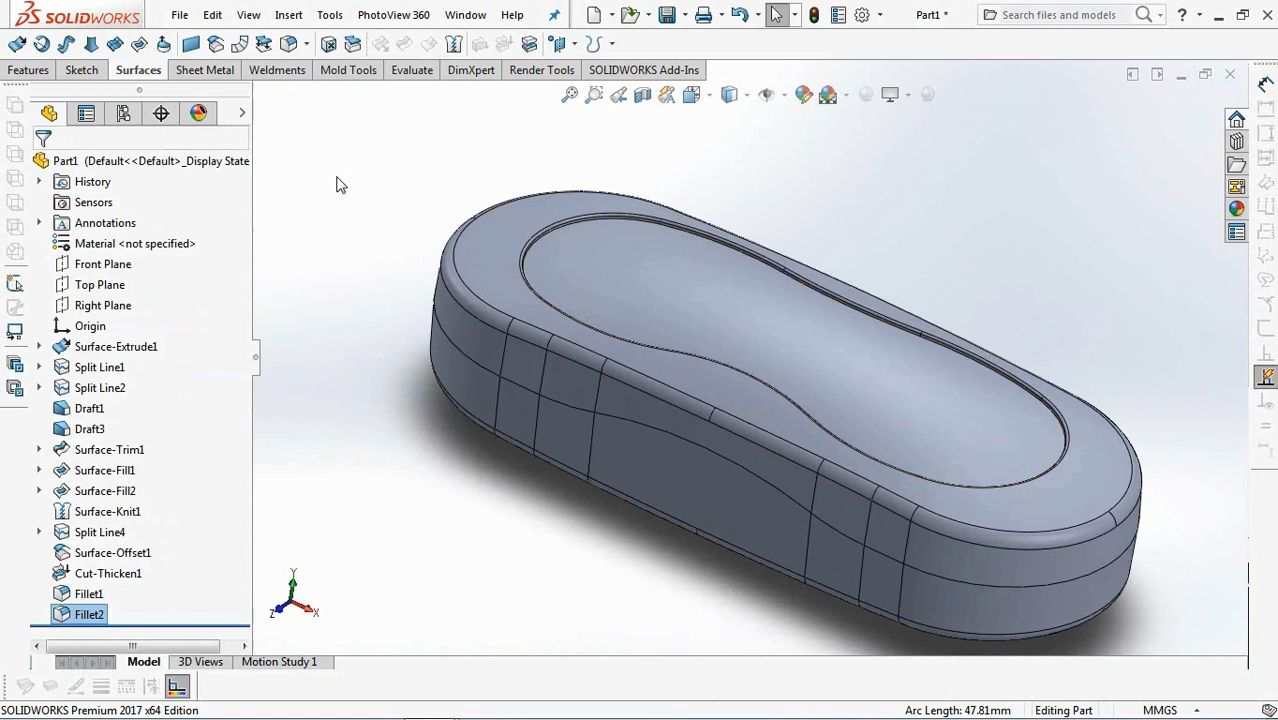 SOLIDWORKS File Edit View Insert Tools PhotoView 360 Window Help Part1 * Search files and models ?
Features Sketch Surfaces Sheet Metal Weldments Mold Tools Evaluate DimXpert Render Tools SOLIDWORKS Add-Ins
Part1 (Default<<Default>_Display State
History
Sensors
Annotations
Material <not specified>
Front Plane
Top Plane
Right Plane
Origin
Surface-Extrude1
Split Line1
Split Line2
Draft1
Draft3
Surface-Trim1
Surface-Fill1
Surface-Fill2
Surface-Knit1
Split Line4
Surface-Offset1
Cut-Thicken1
Fillet1
Fillet2
Y
Z
X
Model 3D Views Motion Study 1
SOLIDWORKS Premium 2017 x64 Edition Arc Length: 47.81mm Editing Part MMGS